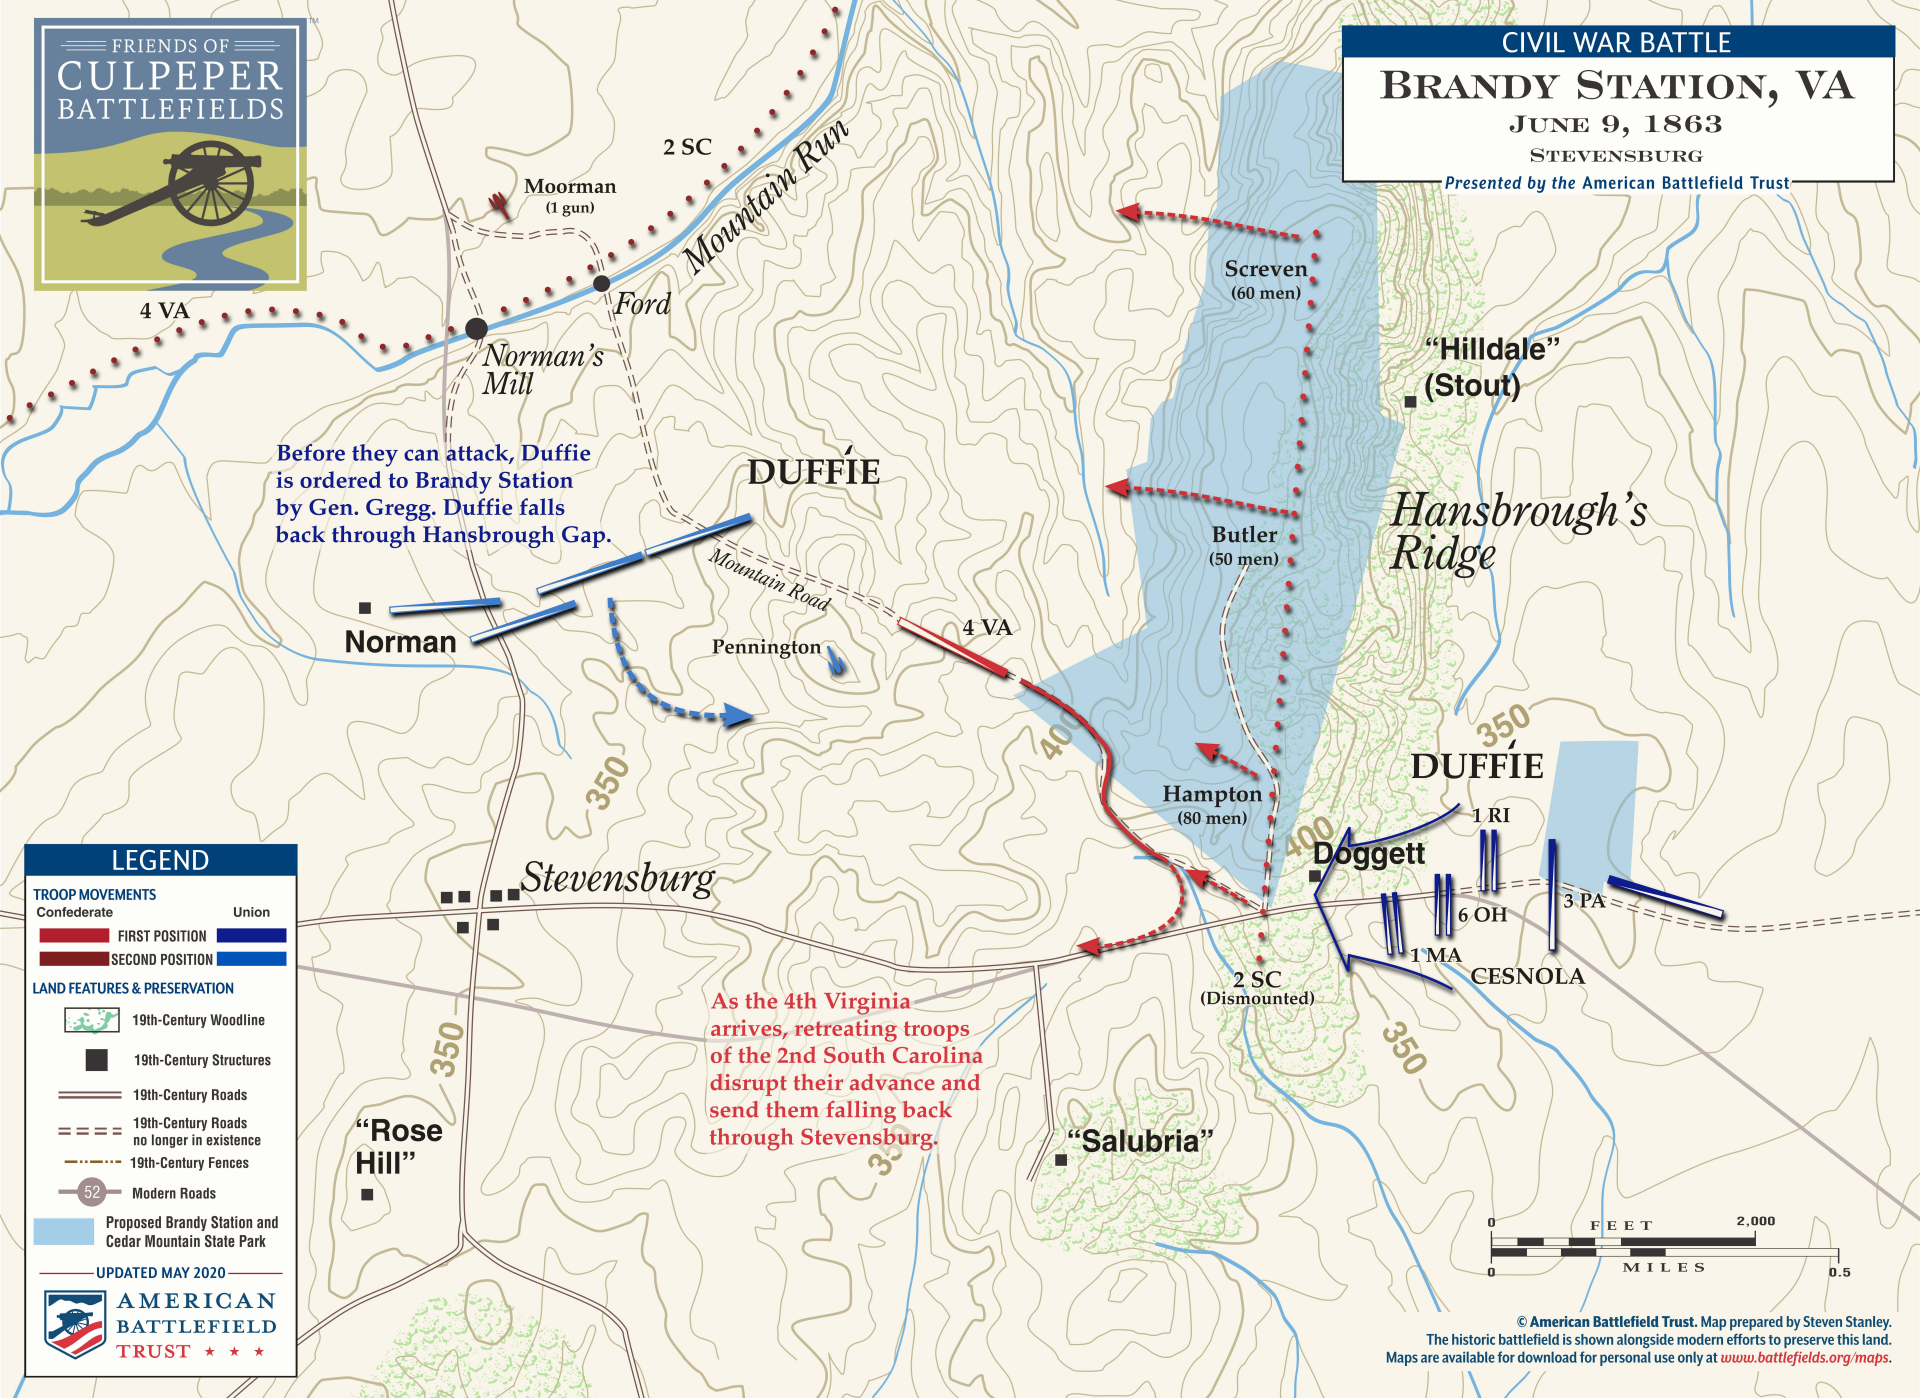 FRIENDS OF
CULPEPER
BATTLEFIELDS
TM
CIVIL WAR BATTLE
BRANDY STATION, VA
JUNE 9, 1863
STEVENSBURG
Presented by the American Battlefield Trust
2 SC
Mountain Run
Moorman
(1 gun)
Ford
4 VA
Norman's
Mill
Screven
(60 men)
"Hilldale"
(Stout)
Before they can attack, Duffie
is ordered to Brandy Station
by Gen. Gregg. Duffie falls
back through Hansbrough Gap.
DUFFÍE
Hansbrough's
Ridge
Butler
(50 men)
Mountain Road
Norman
Pennington
4 VA
400
350
350
DUFFÍE
Hampton
(80 men)
400
Doggett
1 RI
6 OH
3 PA
1 MA
CESNOLA
Stevensburg
2 SC
(Dismounted)
As the 4th Virginia
arrives, retreating troops
of the 2nd South Carolina
disrupt their advance and
send them falling back
through Stevensburg.
350
350
350
"Rose
Hill"
"Salubria"
LEGEND
TROOP MOVEMENTS
Confederate Union
FIRST POSITION
SECOND POSITION
LAND FEATURES & PRESERVATION
19th-Century Woodline
19th-Century Structures
19th-Century Roads
19th-Century Roads
no longer in existence
19th-Century Fences
52 Modern Roads
Proposed Brandy Station and
Cedar Mountain State Park
UPDATED MAY 2020
AMERICAN
BATTLEFIELD
TRUST
0 FEET 2,000
0 MILES 0.5
© American Battlefield Trust. Map prepared by Steven Stanley.
The historic battlefield is shown alongside modern efforts to preserve this land.
Maps are available for download for personal use only at www.battlefields.org/maps.